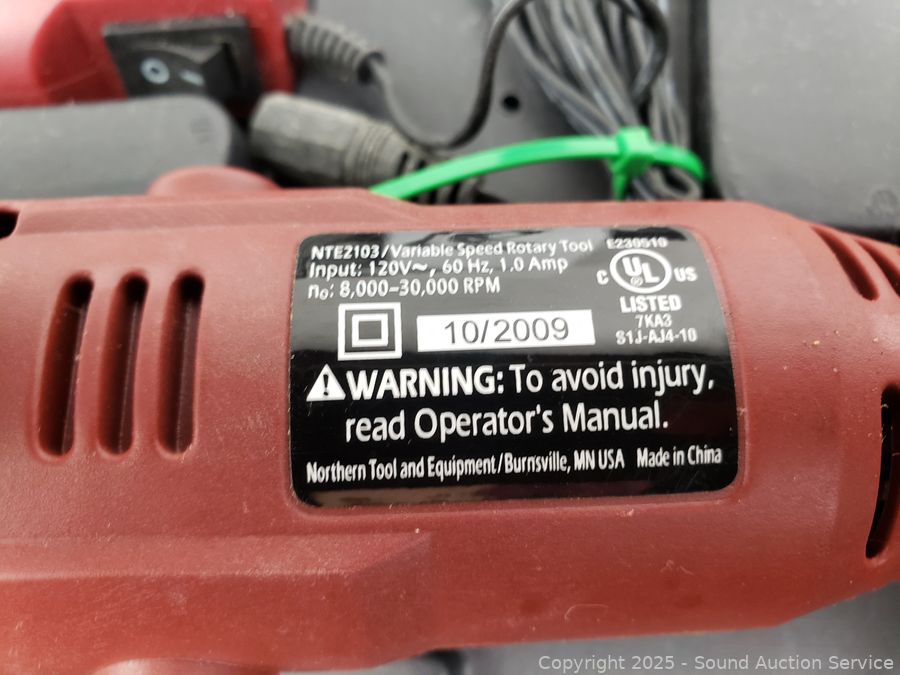 NTE2103/Variable Speed Rotary Tool
Input: 120V~, 60 Hz, 1.0 Amp
no: 8,000-30,000 RPM
E230510
C UL US
LISTED
7KA3
S1J-AJ4-10
10/2009
WARNING: To avoid injury,
read Operator's Manual.
Northern Tool and Equipment/Burnsville, MN USA Made in China
Copyright © 2025 - Sound Auction Service